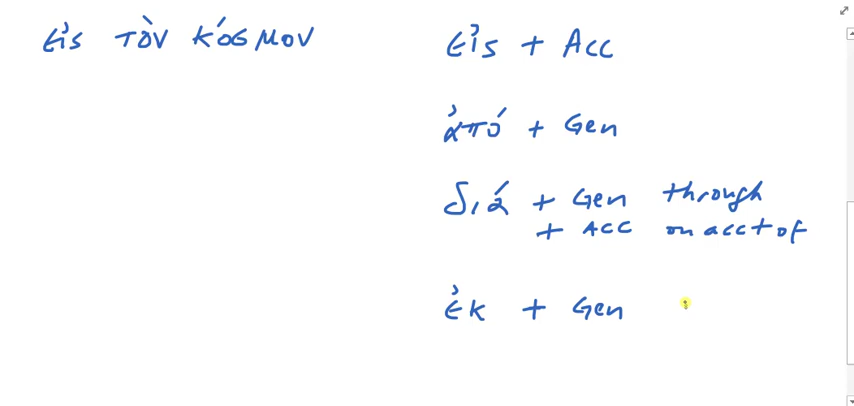 εἰς τὸν κόσμον
εἰς + Acc
ἀπό + Gen
διά + Gen through
+ Acc on acct of
ἐκ + Gen